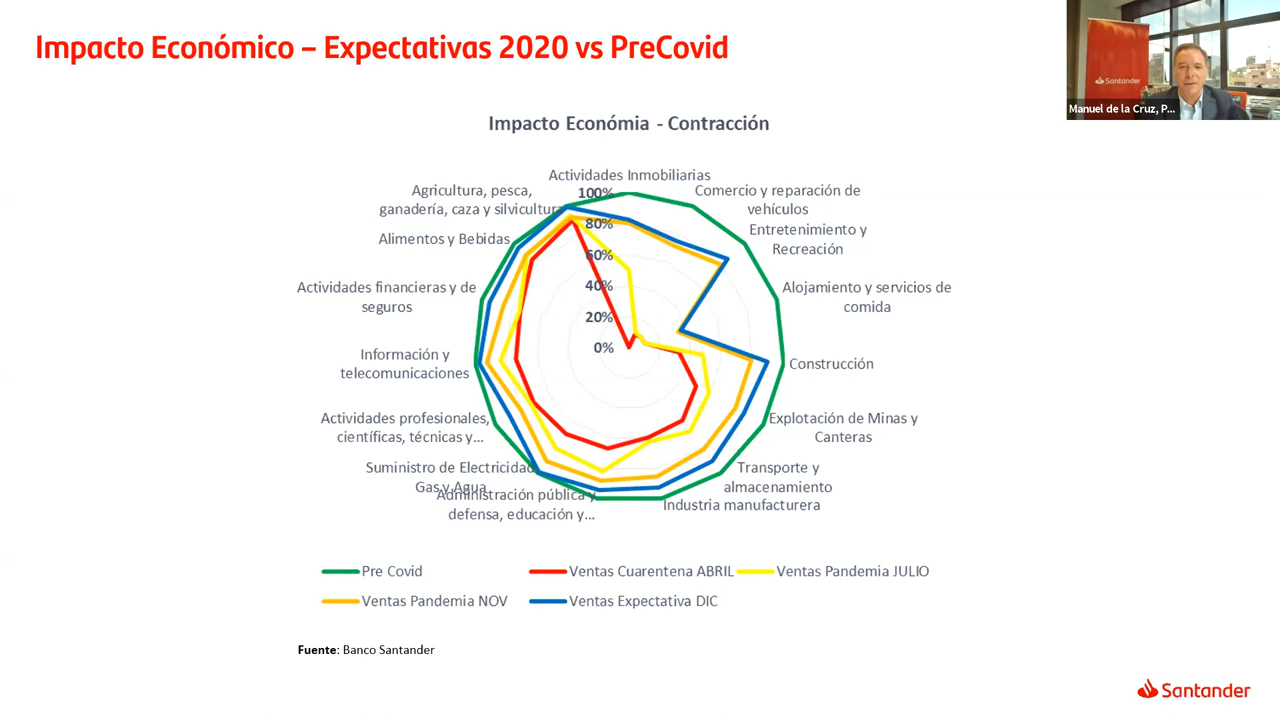 Impacto Económico – Expectativas 2020 vs PreCovid
Santander
Manuel de la Cruz, P...
Impacto Económia - Contracción
Actividades Inmobiliarias
Comercio y reparación de
vehículos
Entretenimiento y
Recreación
Alojamiento y servicios de
comida
Construcción
Explotación de Minas y
Canteras
Transporte y
almacenamiento
Industria manufacturera
Administración pública y
defensa, educación y...
Suministro de Electricidad
Gas y Agua
Actividades profesionales,
científicas, técnicas y...
Información y
telecomunicaciones
Actividades financieras y de
seguros
Alimentos y Bebidas
Agricultura, pesca,
ganadería, caza y silvicultura
100%
80%
60%
40%
20%
0%
Pre Covid
Ventas Cuarentena ABRIL
Ventas Pandemia JULIO
Ventas Pandemia NOV
Ventas Expectativa DIC
Fuente: Banco Santander
Santander